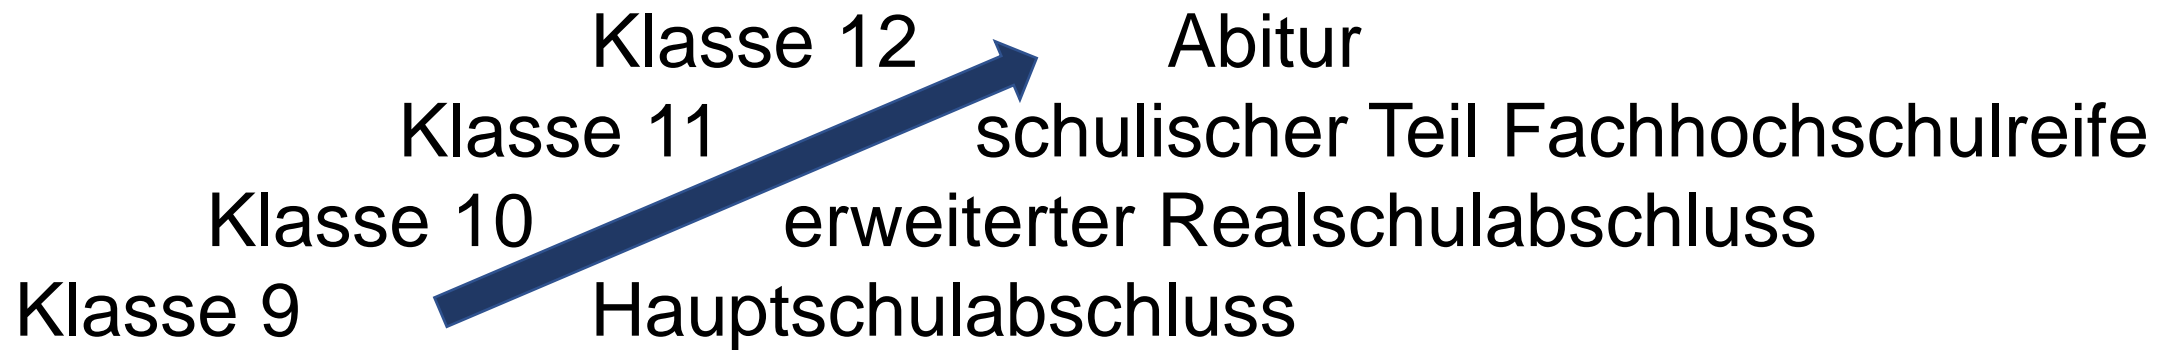 Klasse 12 Abitur
Klasse 11 schulischer Teil Fachhochschulreife
Klasse 10 erweiterter Realschulabschluss
Klasse 9 Hauptschulabschluss